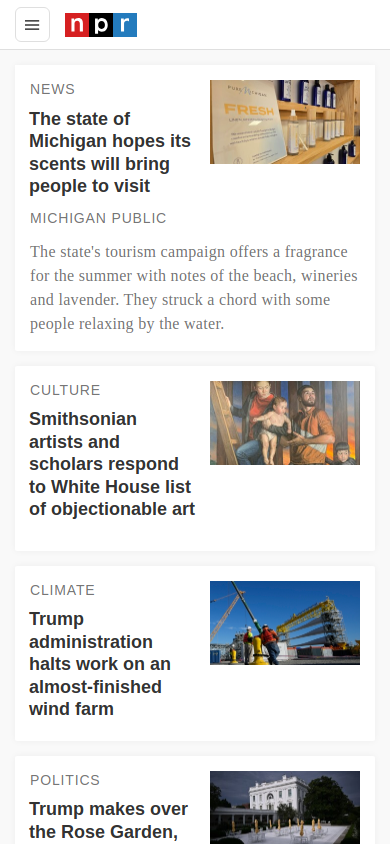 npr
NEWS
The state of
Michigan hopes its
scents will bring
people to visit
FRESH
MICHIGAN PUBLIC
The state's tourism campaign offers a fragrance
for the summer with notes of the beach, wineries
and lavender. They struck a chord with some
people relaxing by the water.
CULTURE
Smithsonian
artists and
scholars respond
to White House list
of objectionable art
CLIMATE
Trump
administration
halts work on an
almost-finished
wind farm
POLITICS
Trump makes over
the Rose Garden,